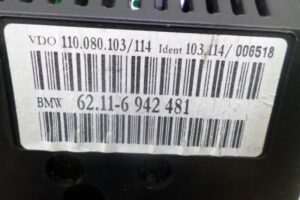 VDO 110.080.103/114 Ident 103.114/ 006518
BMW 62.11-6 942 481